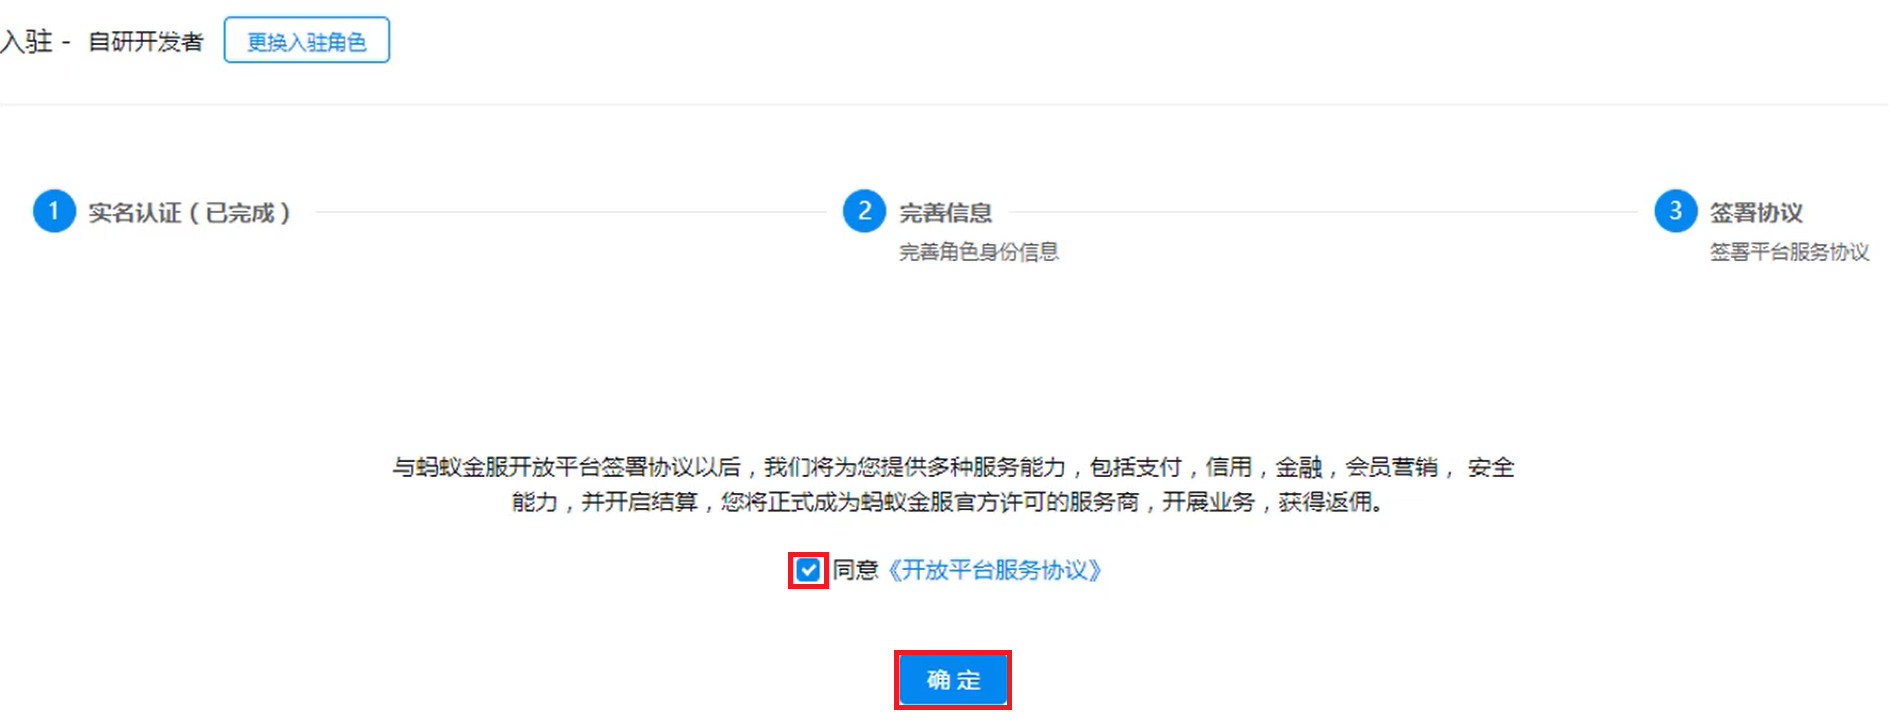 入驻 - 自研开发者 更换入驻角色
1 实名认证（已完成） 2 完善信息 3 签署协议
完善角色身份信息 签署平台服务协议
与蚂蚁金服开放平台签署协议以后，我们将为您提供多种服务能力，包括支付，信用，金融，会员营销， 安全
能力，并开启结算，您将正式成为蚂蚁金服官方许可的服务商，开展业务，获得返佣。
同意《开放平台服务协议》
确 定